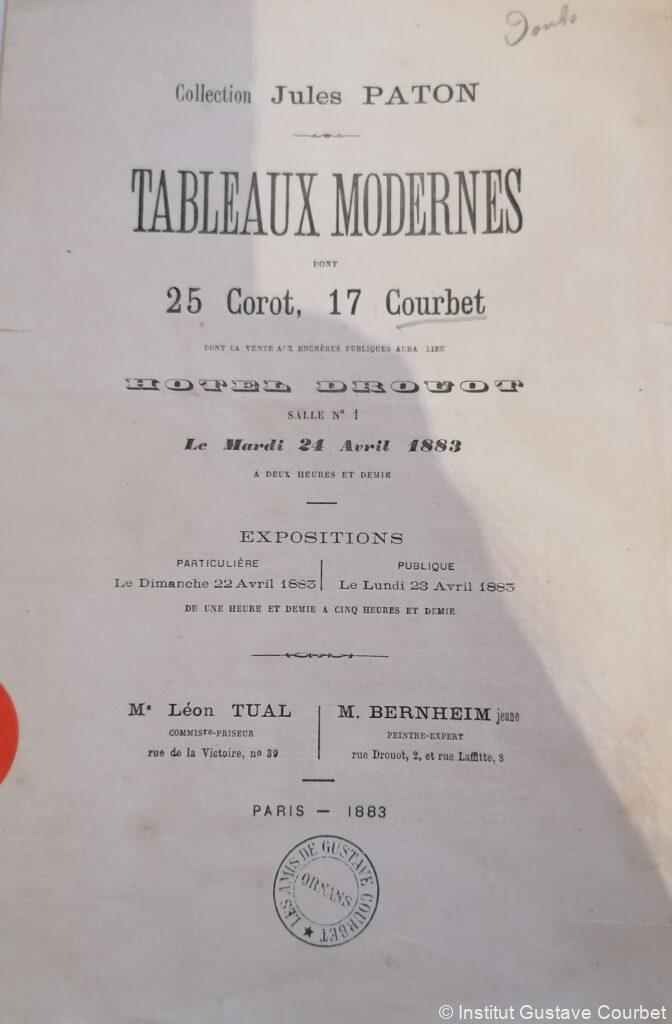 Doubs
Collection Jules PATON
TABLEAUX MODERNES
DONT
25 Corot, 17 Courbet
DONT LA VENTE AUX ENCHÈRES PUBLIQUES AURA LIEU
HOTEL DROUOT
SALLE Nº 1
Le Mardi 24 Avril 1883
A DEUX HEURES ET DEMIE
EXPOSITIONS
PARTICULIÈRE
Le Dimanche 22 Avril 1883
PUBLIQUE
Le Lundi 23 Avril 1883
DE UNE HEURE ET DEMIE A CINQ HEURES ET DEMIE
Me Léon TUAL
COMMISre-PRISEUR
rue de la Victoire, no 39
M. BERNHEIM jeune
PEINTRE-EXPERT
rue Drouot, 2, et rue Laffitte, 8
PARIS — 1883
LES AMIS DE GUSTAVE COURBET ★
ORNANS
© Institut Gustave Courbet